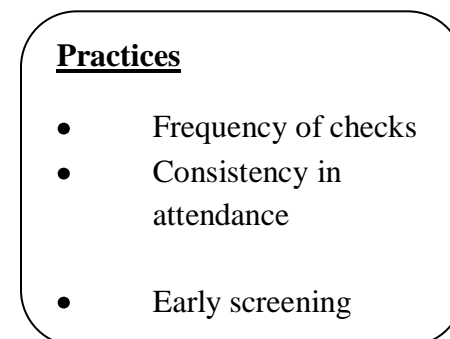 Practices
● Frequency of checks
● Consistency in
attendance
● Early screening